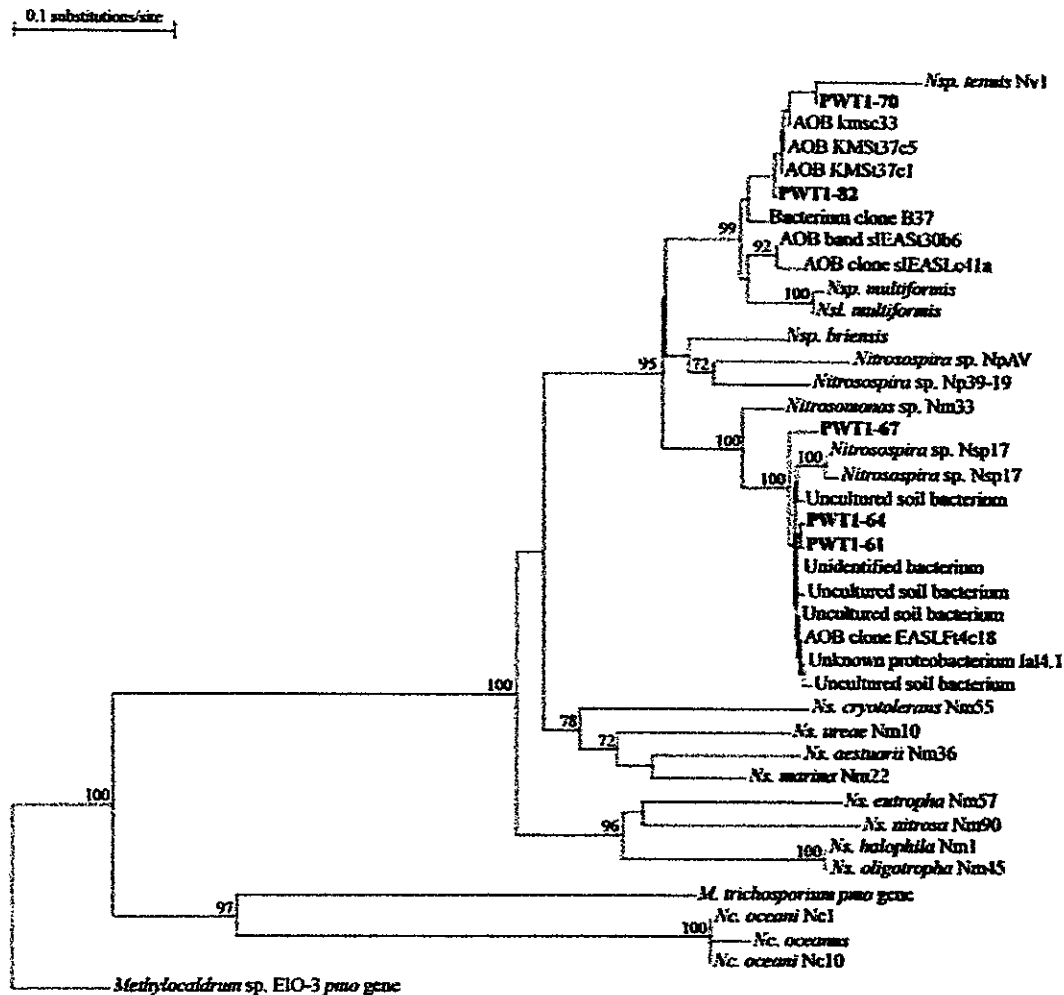 0.1 substitutions/site
Nsp. tenuis Nv1
PWT1-70
AOB kmsc33
AOB KMSt37c5
AOB KMSt37c1
PWT1-82
Bacterium clone B37
99
AOB band slEASt30b6
92
AOB clone slEASLc41a
Nsp. multiformis
100
Nsl. multiformis
Nsp. briensis
95
72
Nitrosospira sp. NpAV
Nitrosospira sp. Np39-19
Nitrosomonas sp. Nm33
PWT1-67
100
Nitrosospira sp. Nsp17
100
100
Nitrosospira sp. Nsp17
Uncultured soil bacterium
PWT1-64
PWT1-61
Unidentified bacterium
Uncultured soil bacterium
Uncultured soil bacterium
AOB clone EASLFt4c18
Unknown proteobacterium Jal4.1
Uncultured soil bacterium
100
Ns. cryotolerans Nm55
78
Ns. ureae Nm10
72
Ns. aestuarii Nm36
Ns. marina Nm22
100
Ns. eutropha Nm57
96
Ns. nitrosa Nm90
Ns. halophila Nm1
100
Ns. oligotropha Nm45
M. trichosporium pmo gene
97
Nc. oceani Nc1
100
Nc. oceanus
Nc. oceani Nc10
Methylocaldrum sp. EIO-3 pmo gene